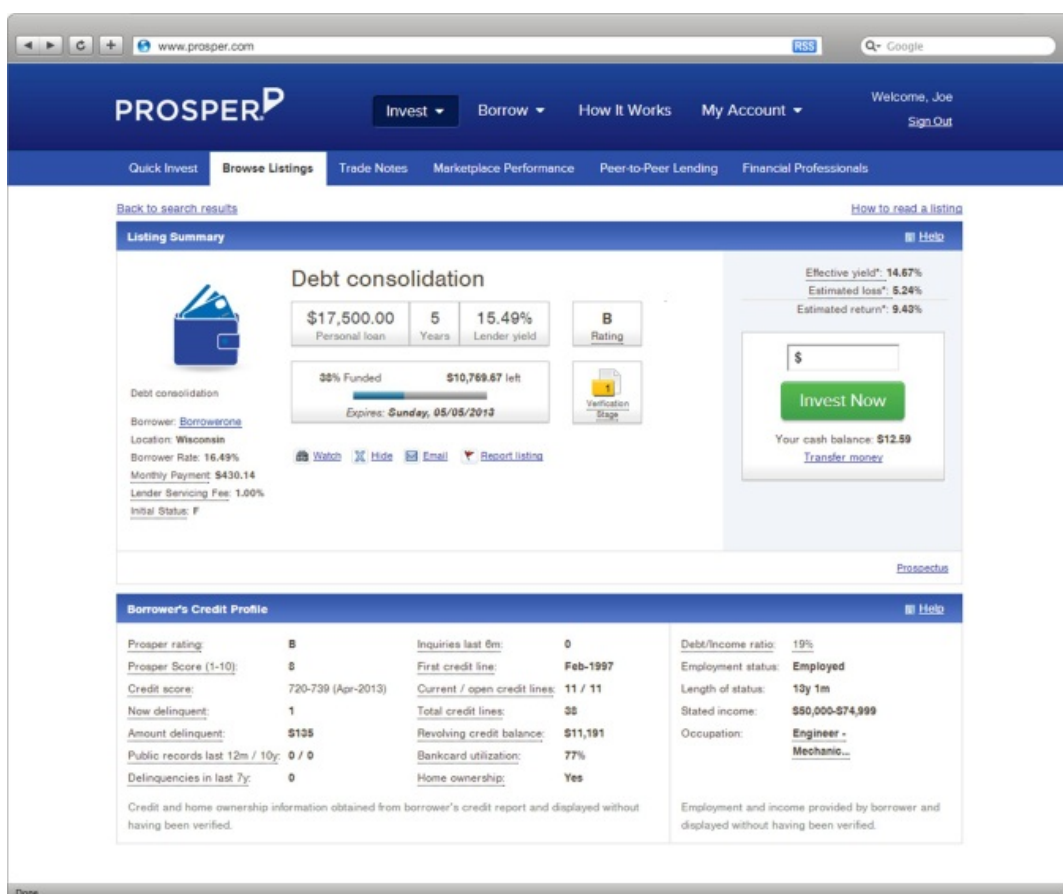 www.prosper.com
RSS
Google
PROSPER
Invest
Borrow
How It Works
My Account
Welcome, Joe
Sign Out
Quick Invest
Browse Listings
Trade Notes
Marketplace Performance
Peer-to-Peer Lending
Financial Professionals
Back to search results
How to read a listing
Listing Summary
Help
Debt consolidation
$17,500.00
Personal loan
5
Years
15.49%
Lender yield
B
Rating
38% Funded
$10,769.67 left
Expires: Sunday, 05/05/2013
1
Verification
Stage
Watch
Hide
Email
Report listing
Debt consolidation
Borrower: Borrowerone
Location: Wisconsin
Borrower Rate: 16.49%
Monthly Payment: $430.14
Lender Servicing Fee: 1.00%
Initial Status: F
Effective yield*: 14.67%
Estimated loss*: 5.24%
Estimated return*: 9.43%
$
Invest Now
Your cash balance: $12.59
Transfer money
Prospectus
Borrower's Credit Profile
Help
Prosper rating: B
Prosper Score (1-10): 8
Credit score: 720-739 (Apr-2013)
Now delinquent: 1
Amount delinquent: $135
Public records last 12m / 10y: 0 / 0
Delinquencies in last 7y: 0
Inquiries last 6m: 0
First credit line: Feb-1997
Current / open credit lines: 11 / 11
Total credit lines: 38
Revolving credit balance: $11,191
Bankcard utilization: 77%
Home ownership: Yes
Credit and home ownership information obtained from borrower's credit report and displayed without
having been verified.
Debt/Income ratio: 19%
Employment status: Employed
Length of status: 13y 1m
Stated income: $50,000-$74,999
Occupation: Engineer -
Mechanic...
Employment and income provided by borrower and
displayed without having been verified.
Done